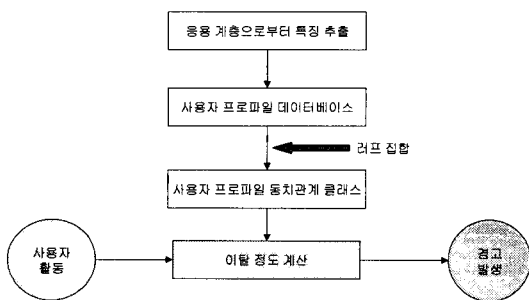 응용 계층으로부터 특징 추출
사용자 프로파일 데이터베이스
러프 집합
사용자 프로파일 동치관계 클래스
사용자
활동
이탈 정도 계산
경고
발생